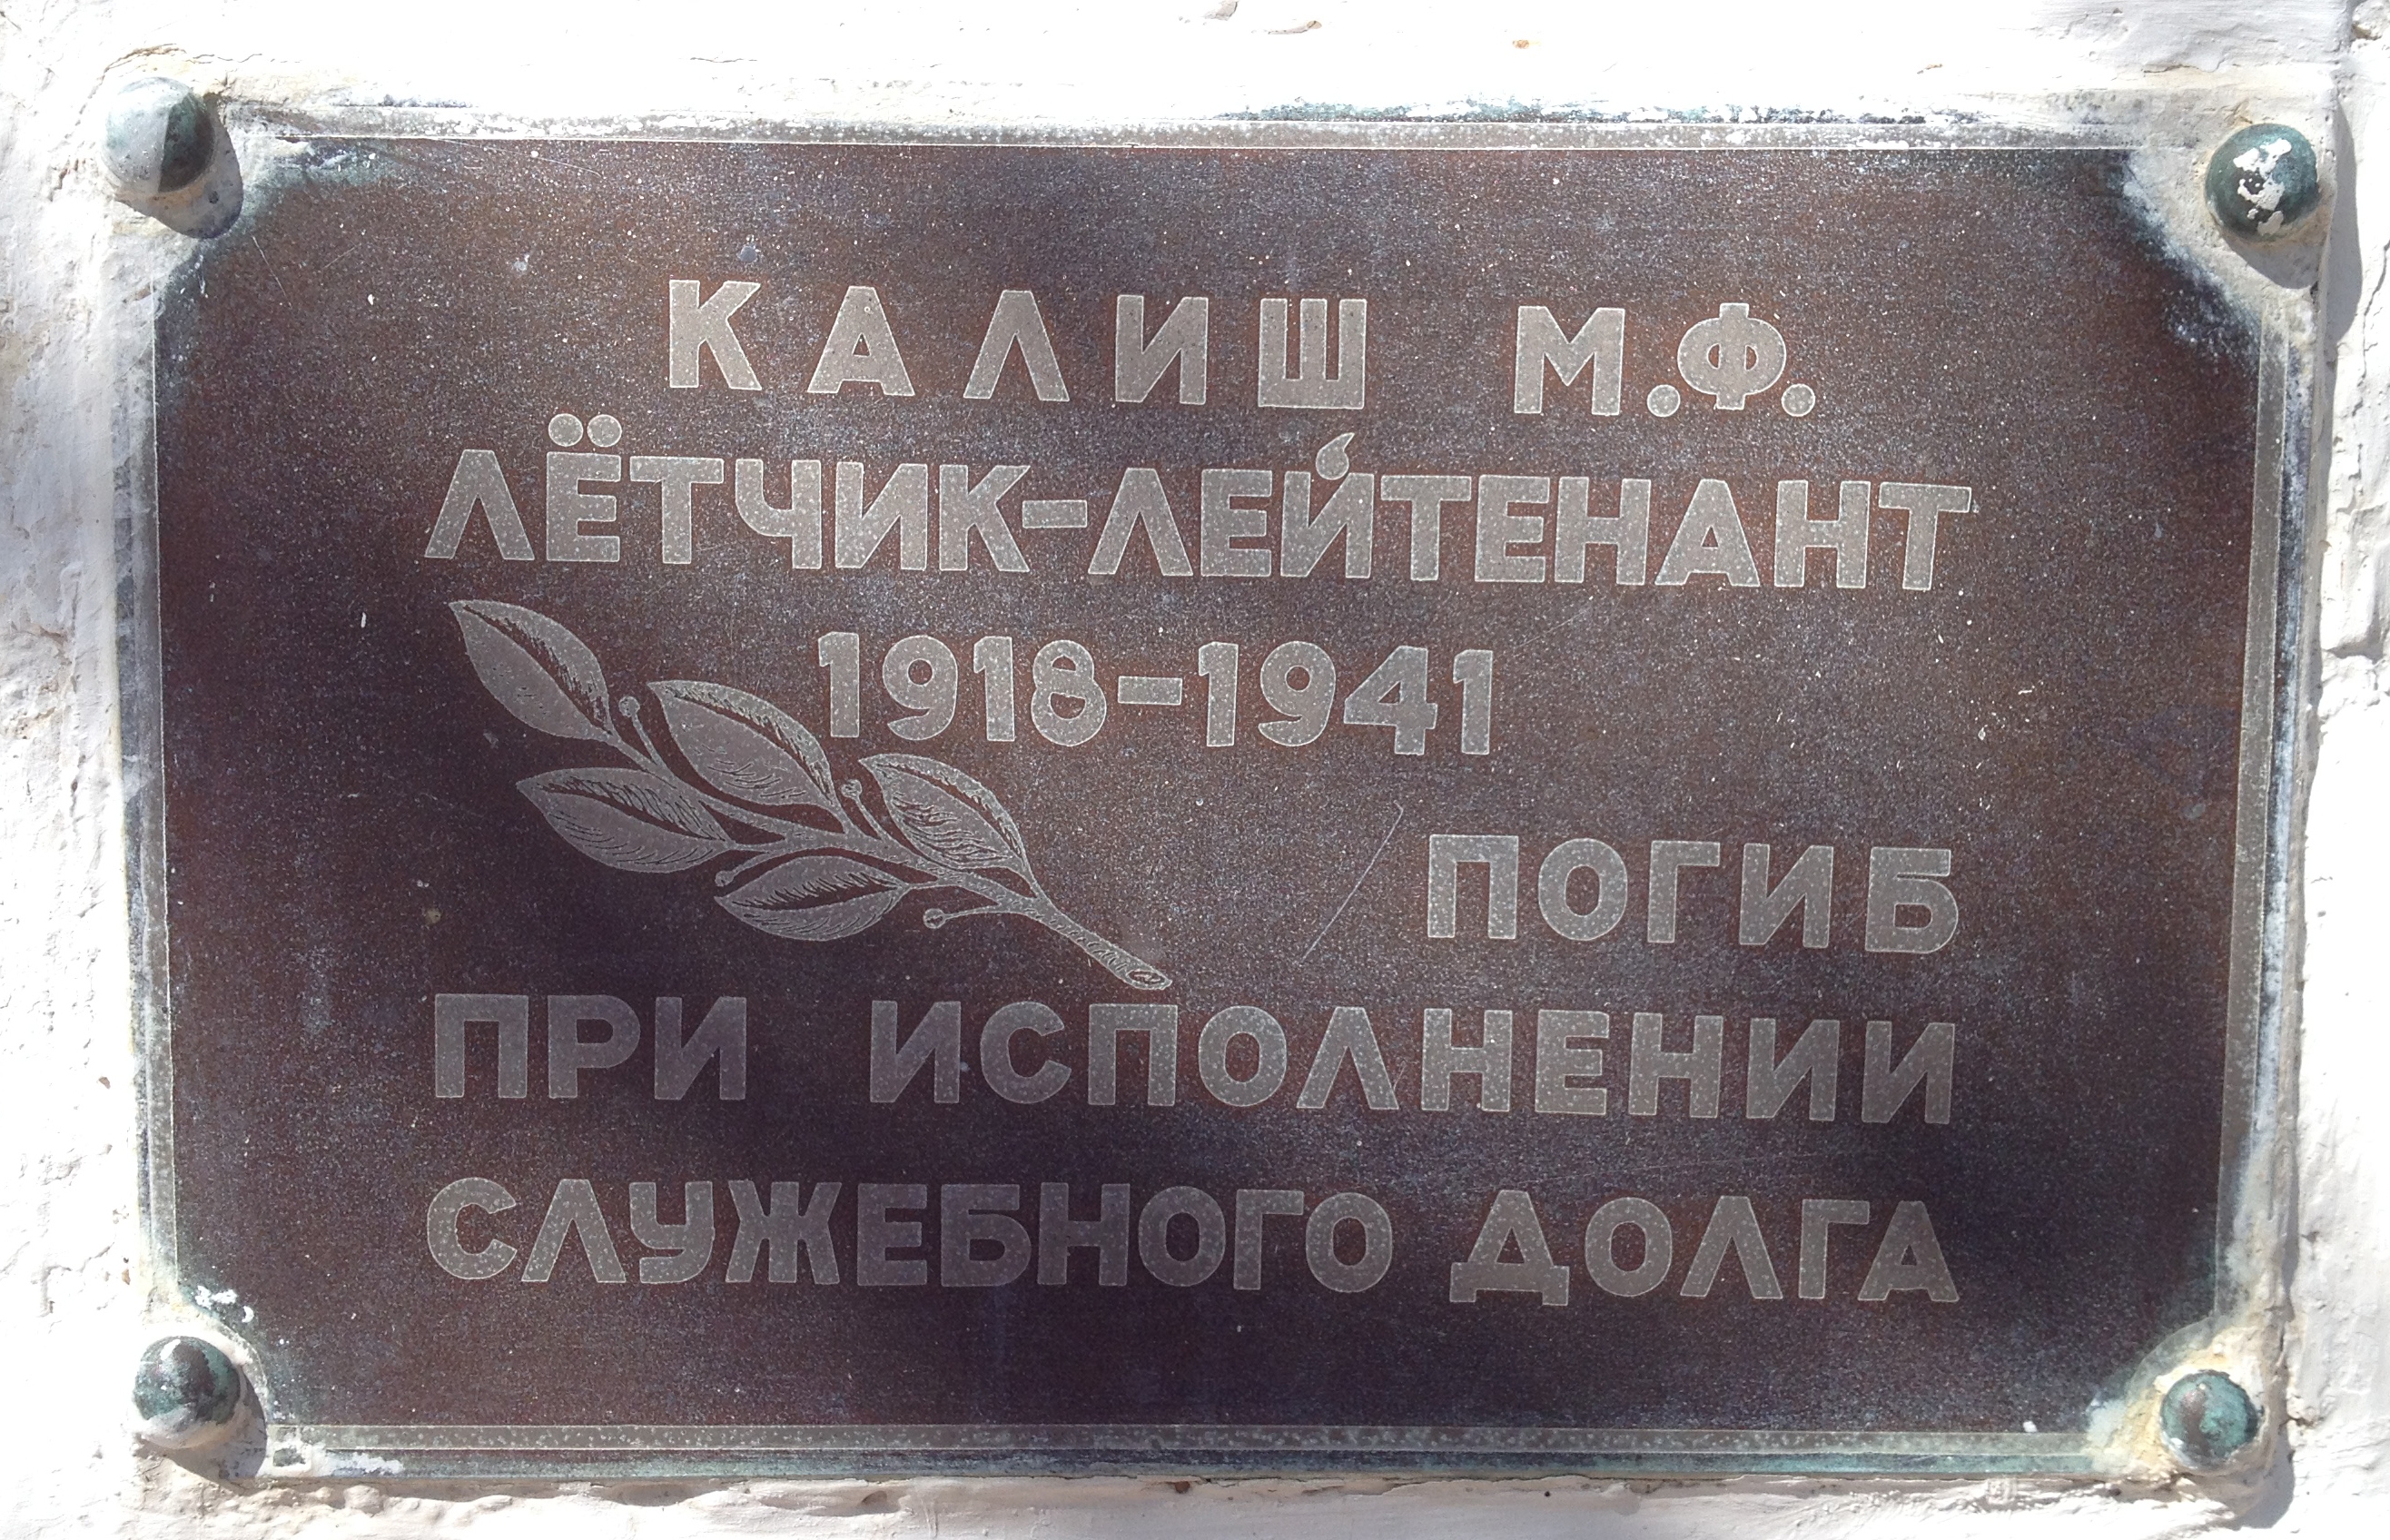 КАЛИШ М.Ф.
ЛЁТЧИК-ЛЕЙТЕНАНТ
1918-1941
ПОГИБ
ПРИ ИСПОЛНЕНИИ
СЛУЖЕБНОГО ДОЛГА